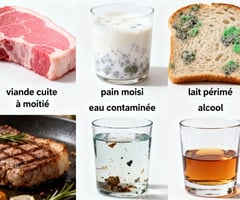 viande cuite
à moitié
pain moisi
lait périmé
eau contaminée
alcool